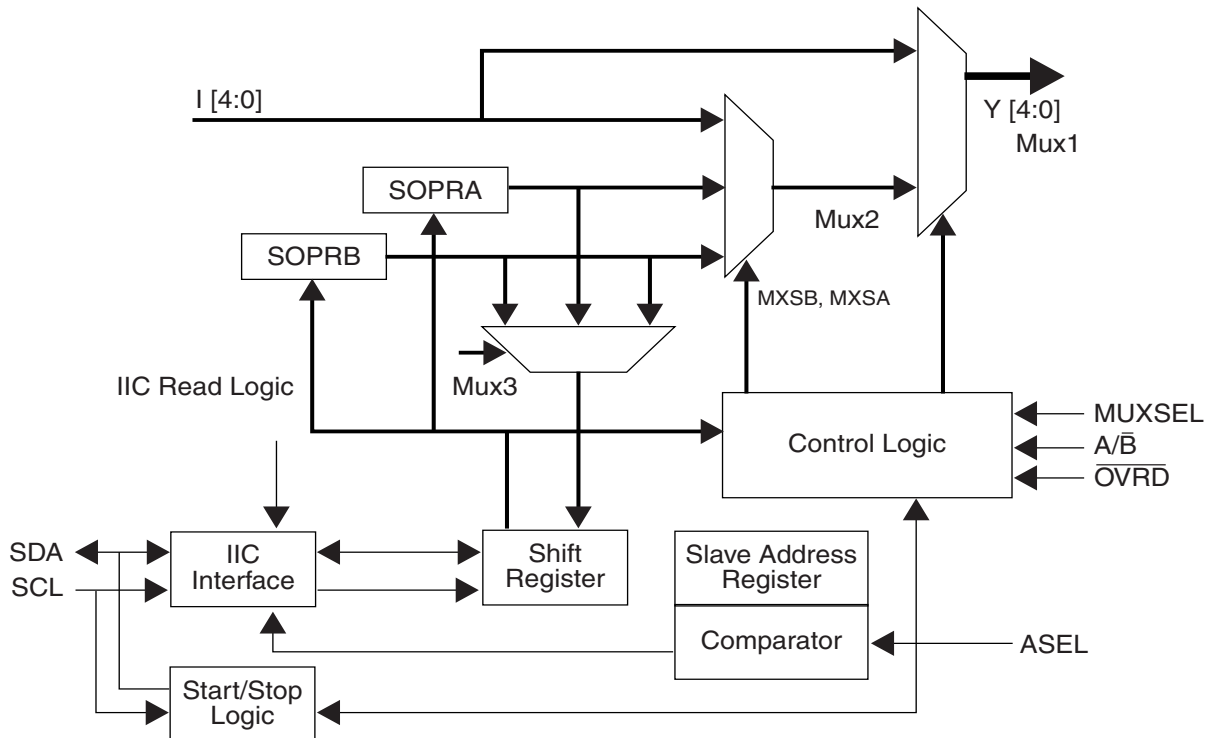 I [4:0]
Y [4:0]
Mux1
SOPRA
Mux2
SOPRB
MXSB, MXSA
IIC Read Logic
Mux3
Control Logic
MUXSEL
A/B̅
O̅V̅R̅D̅
SDA
SCL
IIC
Interface
Shift
Register
Slave Address
Register
Comparator
ASEL
Start/Stop
Logic